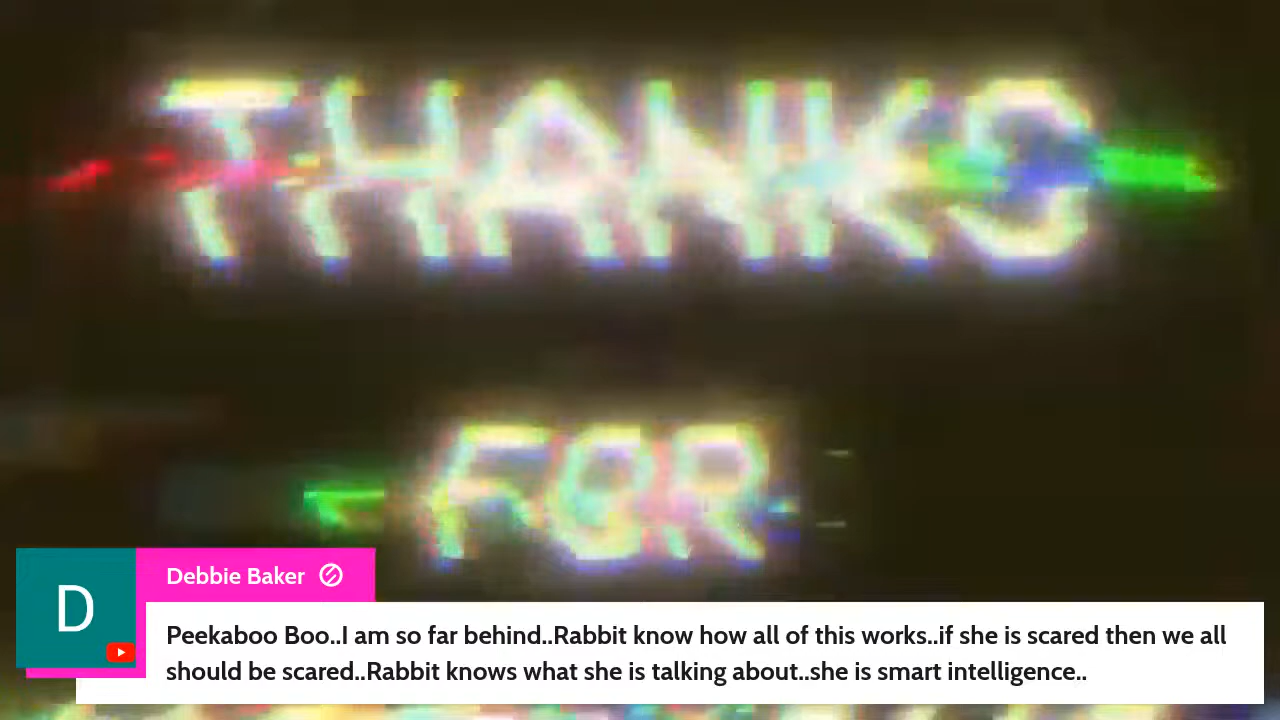 THANKS
FOR
D
Debbie Baker
Peekaboo Boo..I am so far behind..Rabbit know how all of this works..if she is scared then we all
should be scared..Rabbit knows what she is talking about..she is smart intelligence..